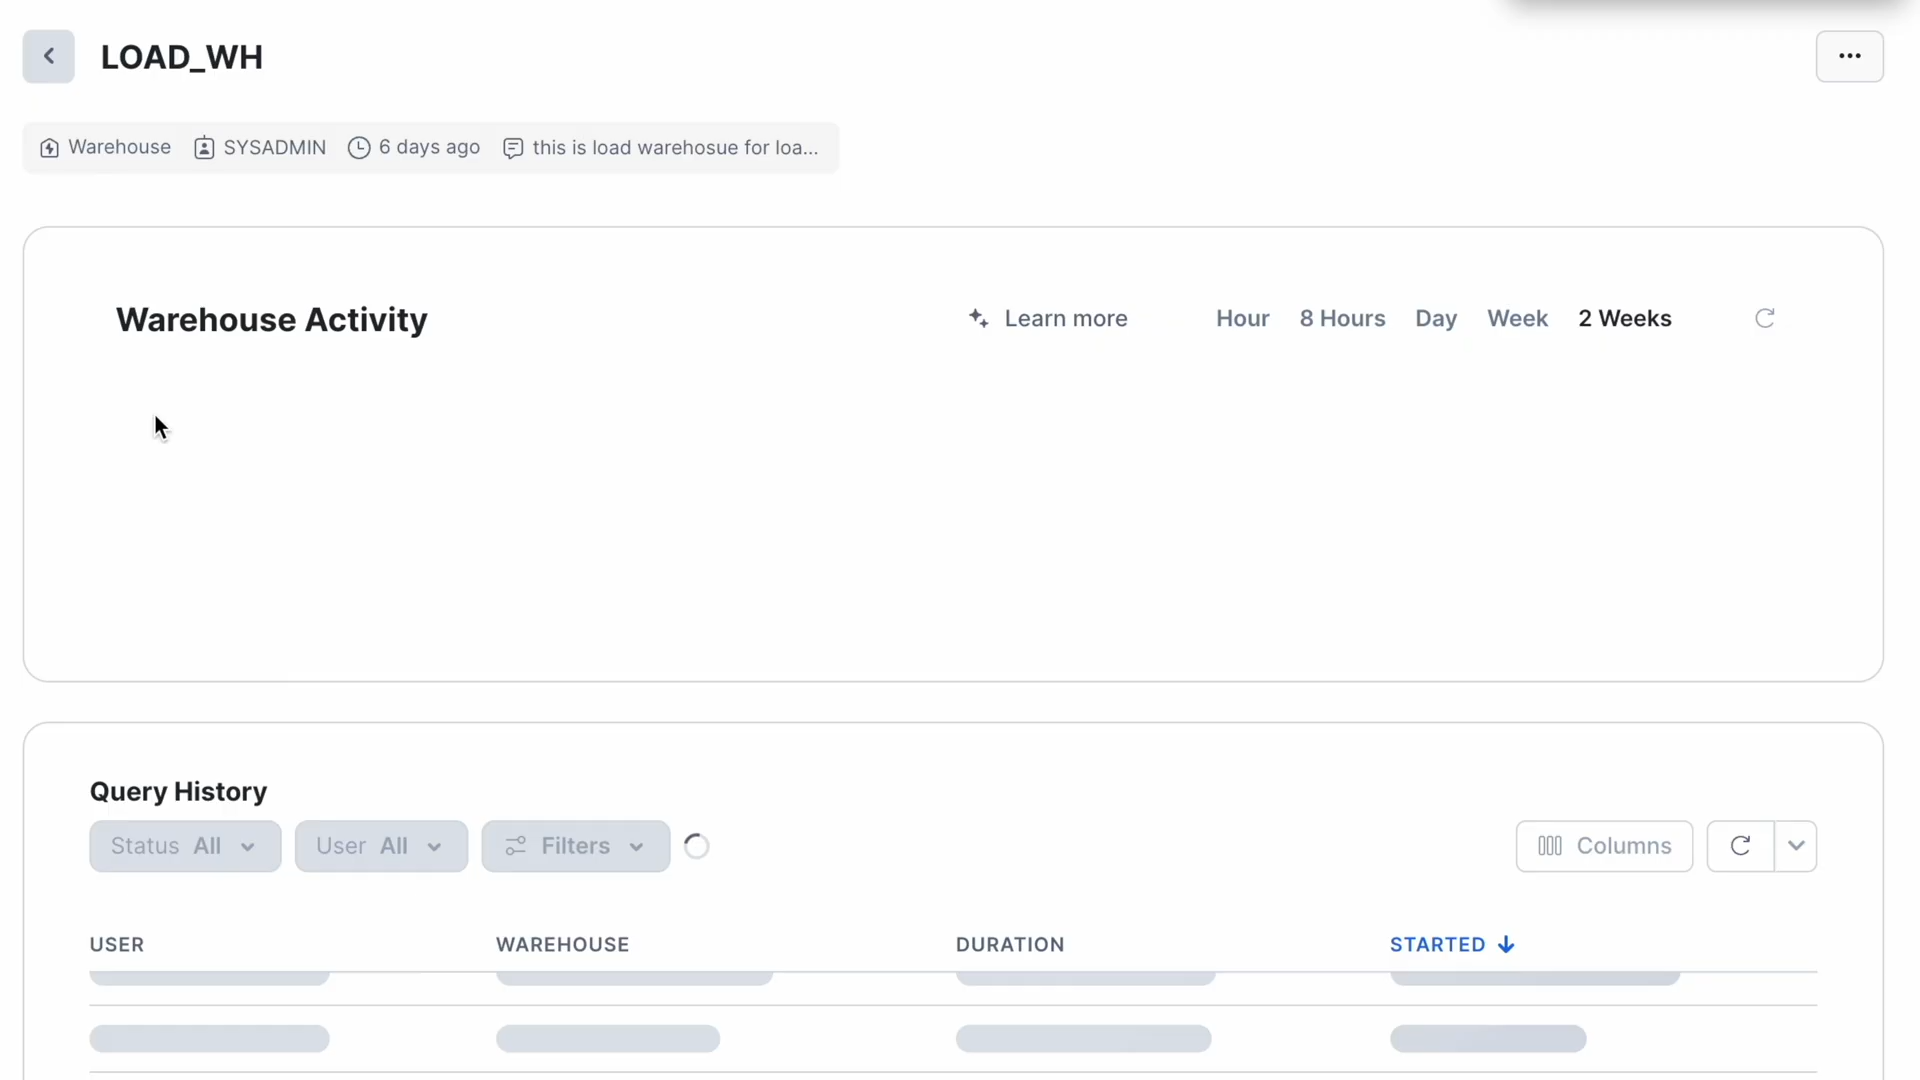 LOAD_WH
Warehouse SYSADMIN 6 days ago this is load warehosue for loa...
Warehouse Activity Learn more Hour 8 Hours Day Week 2 Weeks
Query History
Status All User All Filters Columns
USER WAREHOUSE DURATION STARTED